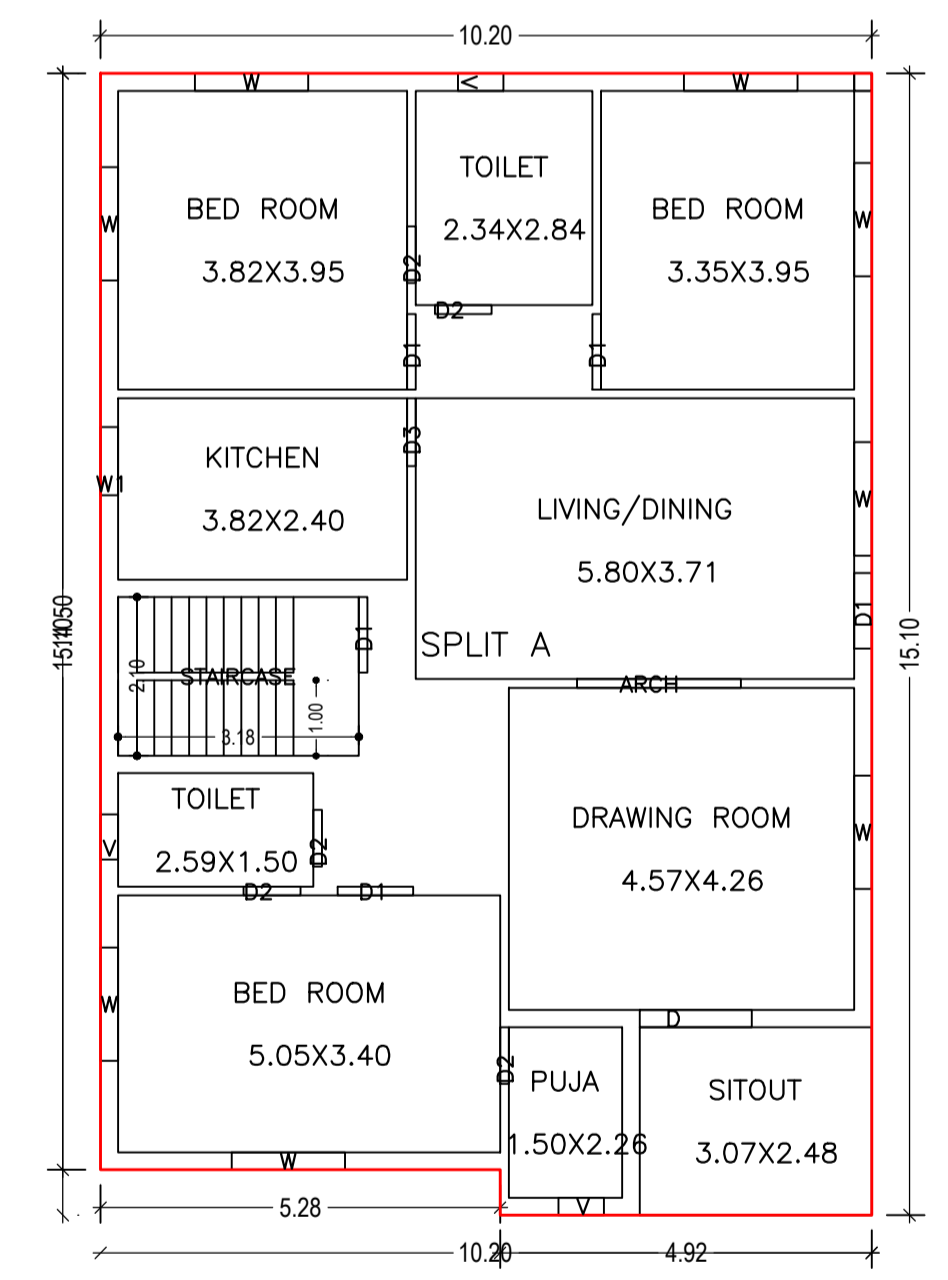 10.20
W
V
W
TOILET
2.34X2.84
BED ROOM
3.82X3.95
BED ROOM
3.35X3.95
W
W
D2
D2
D1
D1
KITCHEN
3.82X2.40
D3
W1
LIVING/DINING
5.80X3.71
W
D1
D1
SPLIT A
15.10
STAIRCASE
2.10
1.00
3.18
ARCH
TOILET
2.59X1.50
V
D2
D2
D1
DRAWING ROOM
4.57X4.26
W
BED ROOM
5.05X3.40
W
D
D2
PUJA
1.50X2.26
SITOUT
3.07X2.48
W
V
5.28
10.20
4.92